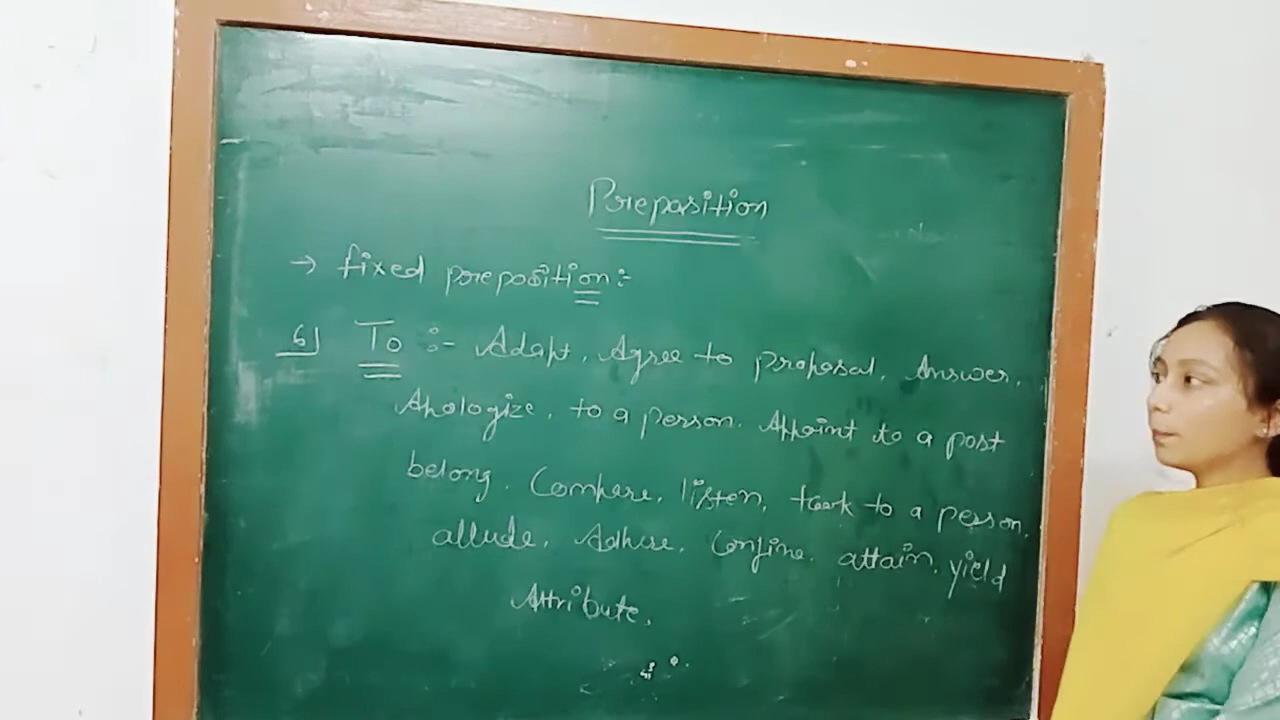 Preposition
→ fixed preposition:-
6) To :- Adapt, Agree to proposal, Answer,
Apologize, to a person. Appoint to a post
belong. Compare, listen, to a person,
allude, Adhere, Confine, attain, yield
Attribute,